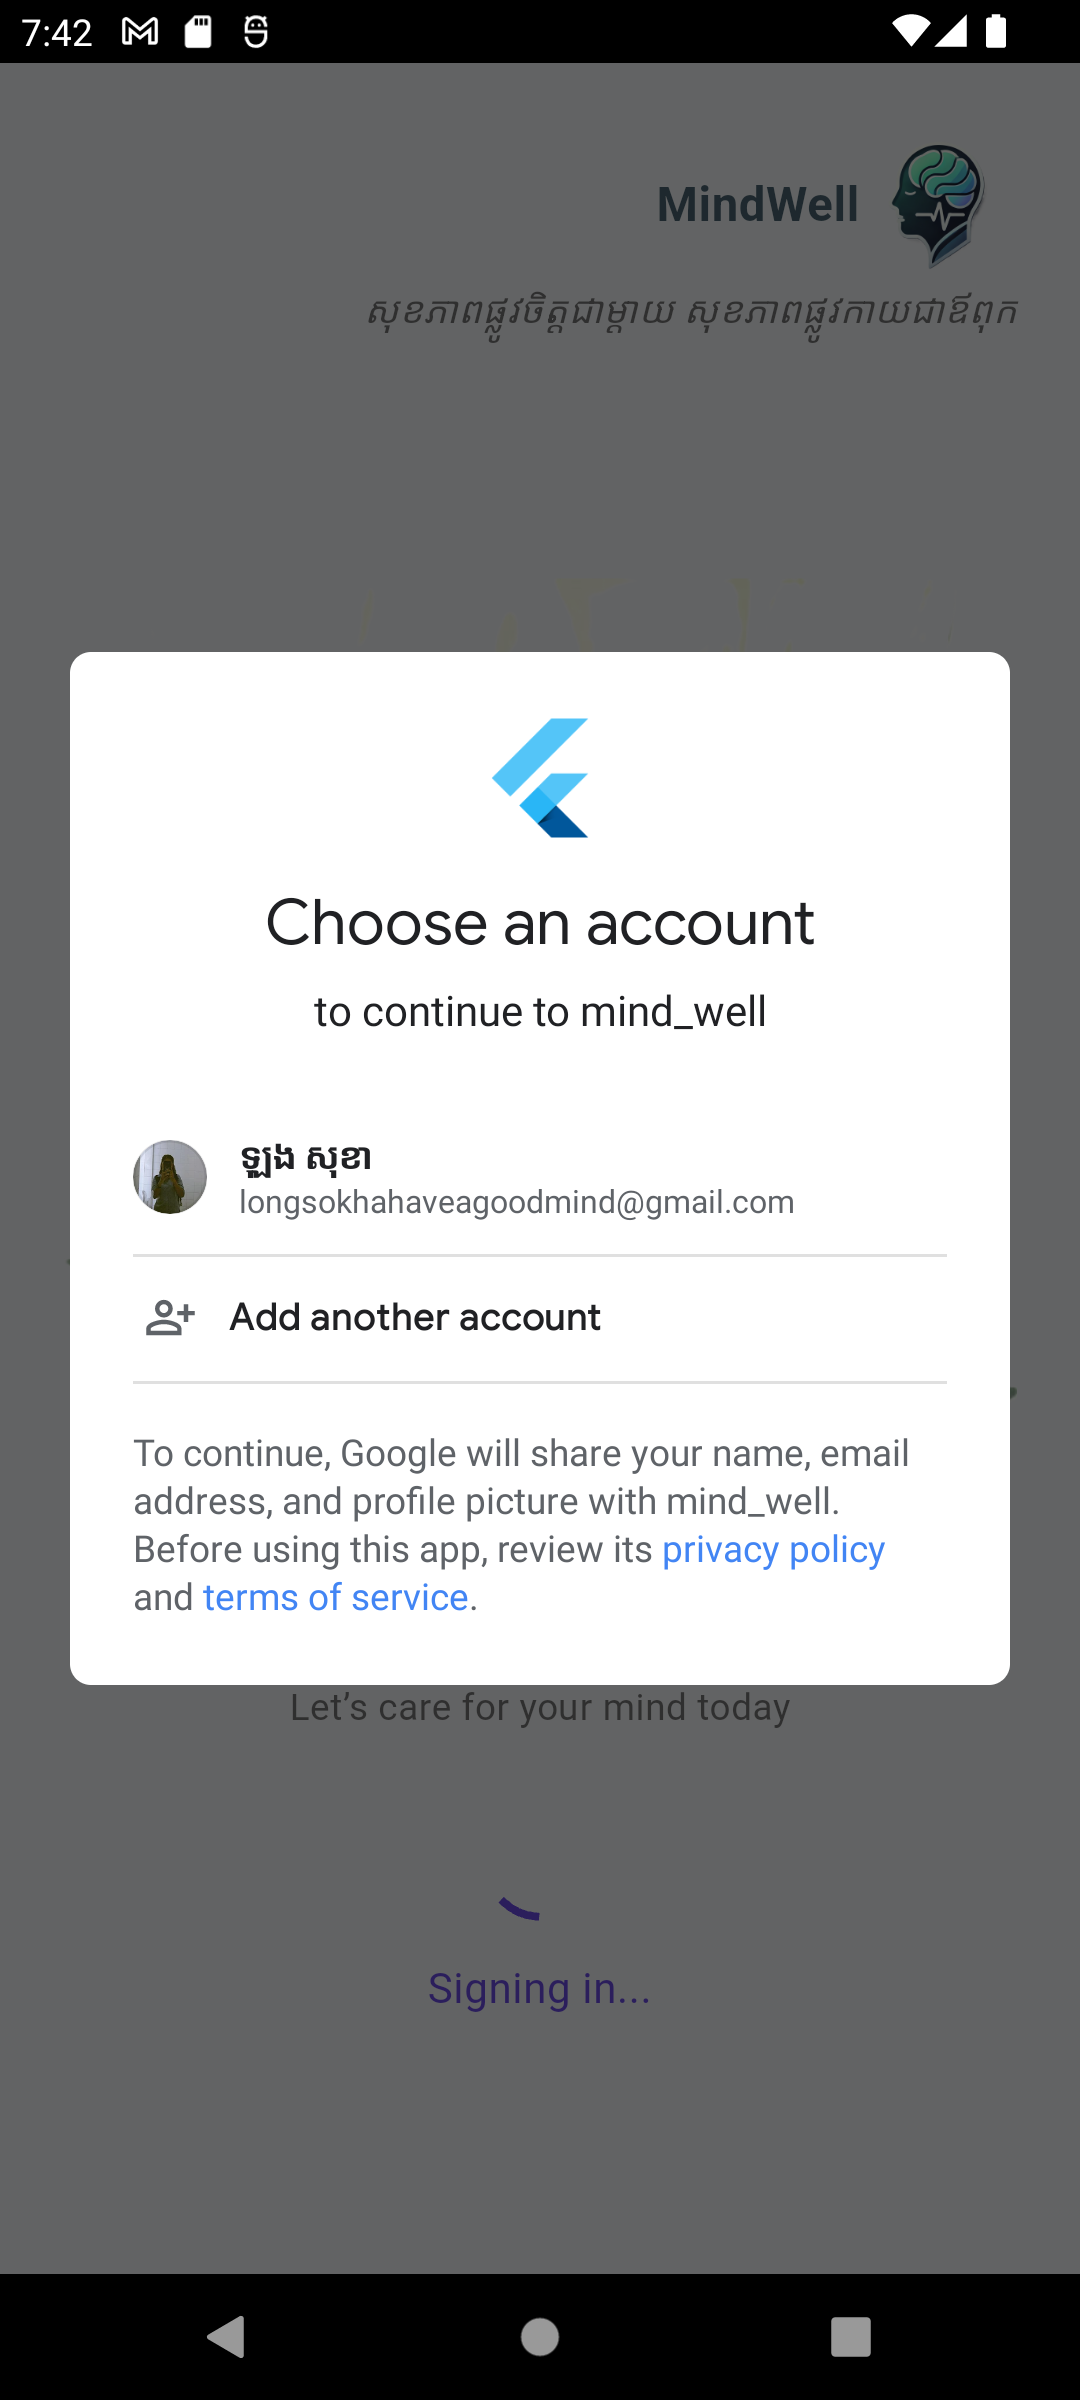 7:42
MindWell
សុខភាពផ្លូវចិត្តជាម្តាយ សុខភាពផ្លូវកាយជាឪពុក
Choose an account
to continue to mind_well
ឡុង សុខា
longsokhahaveagoodmind@gmail.com
Add another account
To continue, Google will share your name, email
address, and profile picture with mind_well.
Before using this app, review its privacy policy
and terms of service.
Let’s care for your mind today
Signing in...